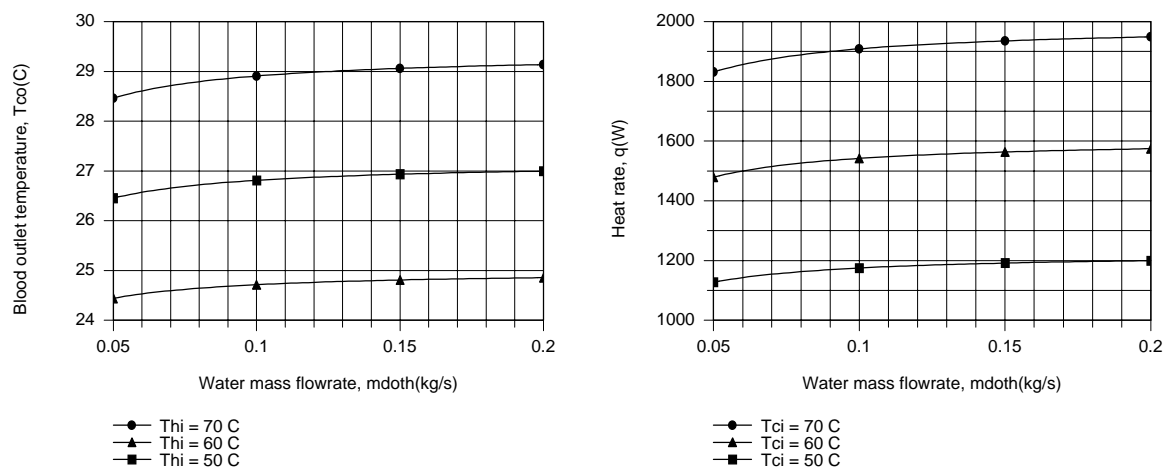 30
29
28
27
26
25
24
Blood outlet temperature, Tco(C)
0.05 0.1 0.15 0.2
Water mass flowrate, mdoth(kg/s)
Thi = 70 C
Thi = 60 C
Thi = 50 C
2000
1800
1600
1400
1200
1000
Heat rate, q(W)
0.05 0.1 0.15 0.2
Water mass flowrate, mdoth(kg/s)
Tci = 70 C
Tci = 60 C
Tci = 50 C